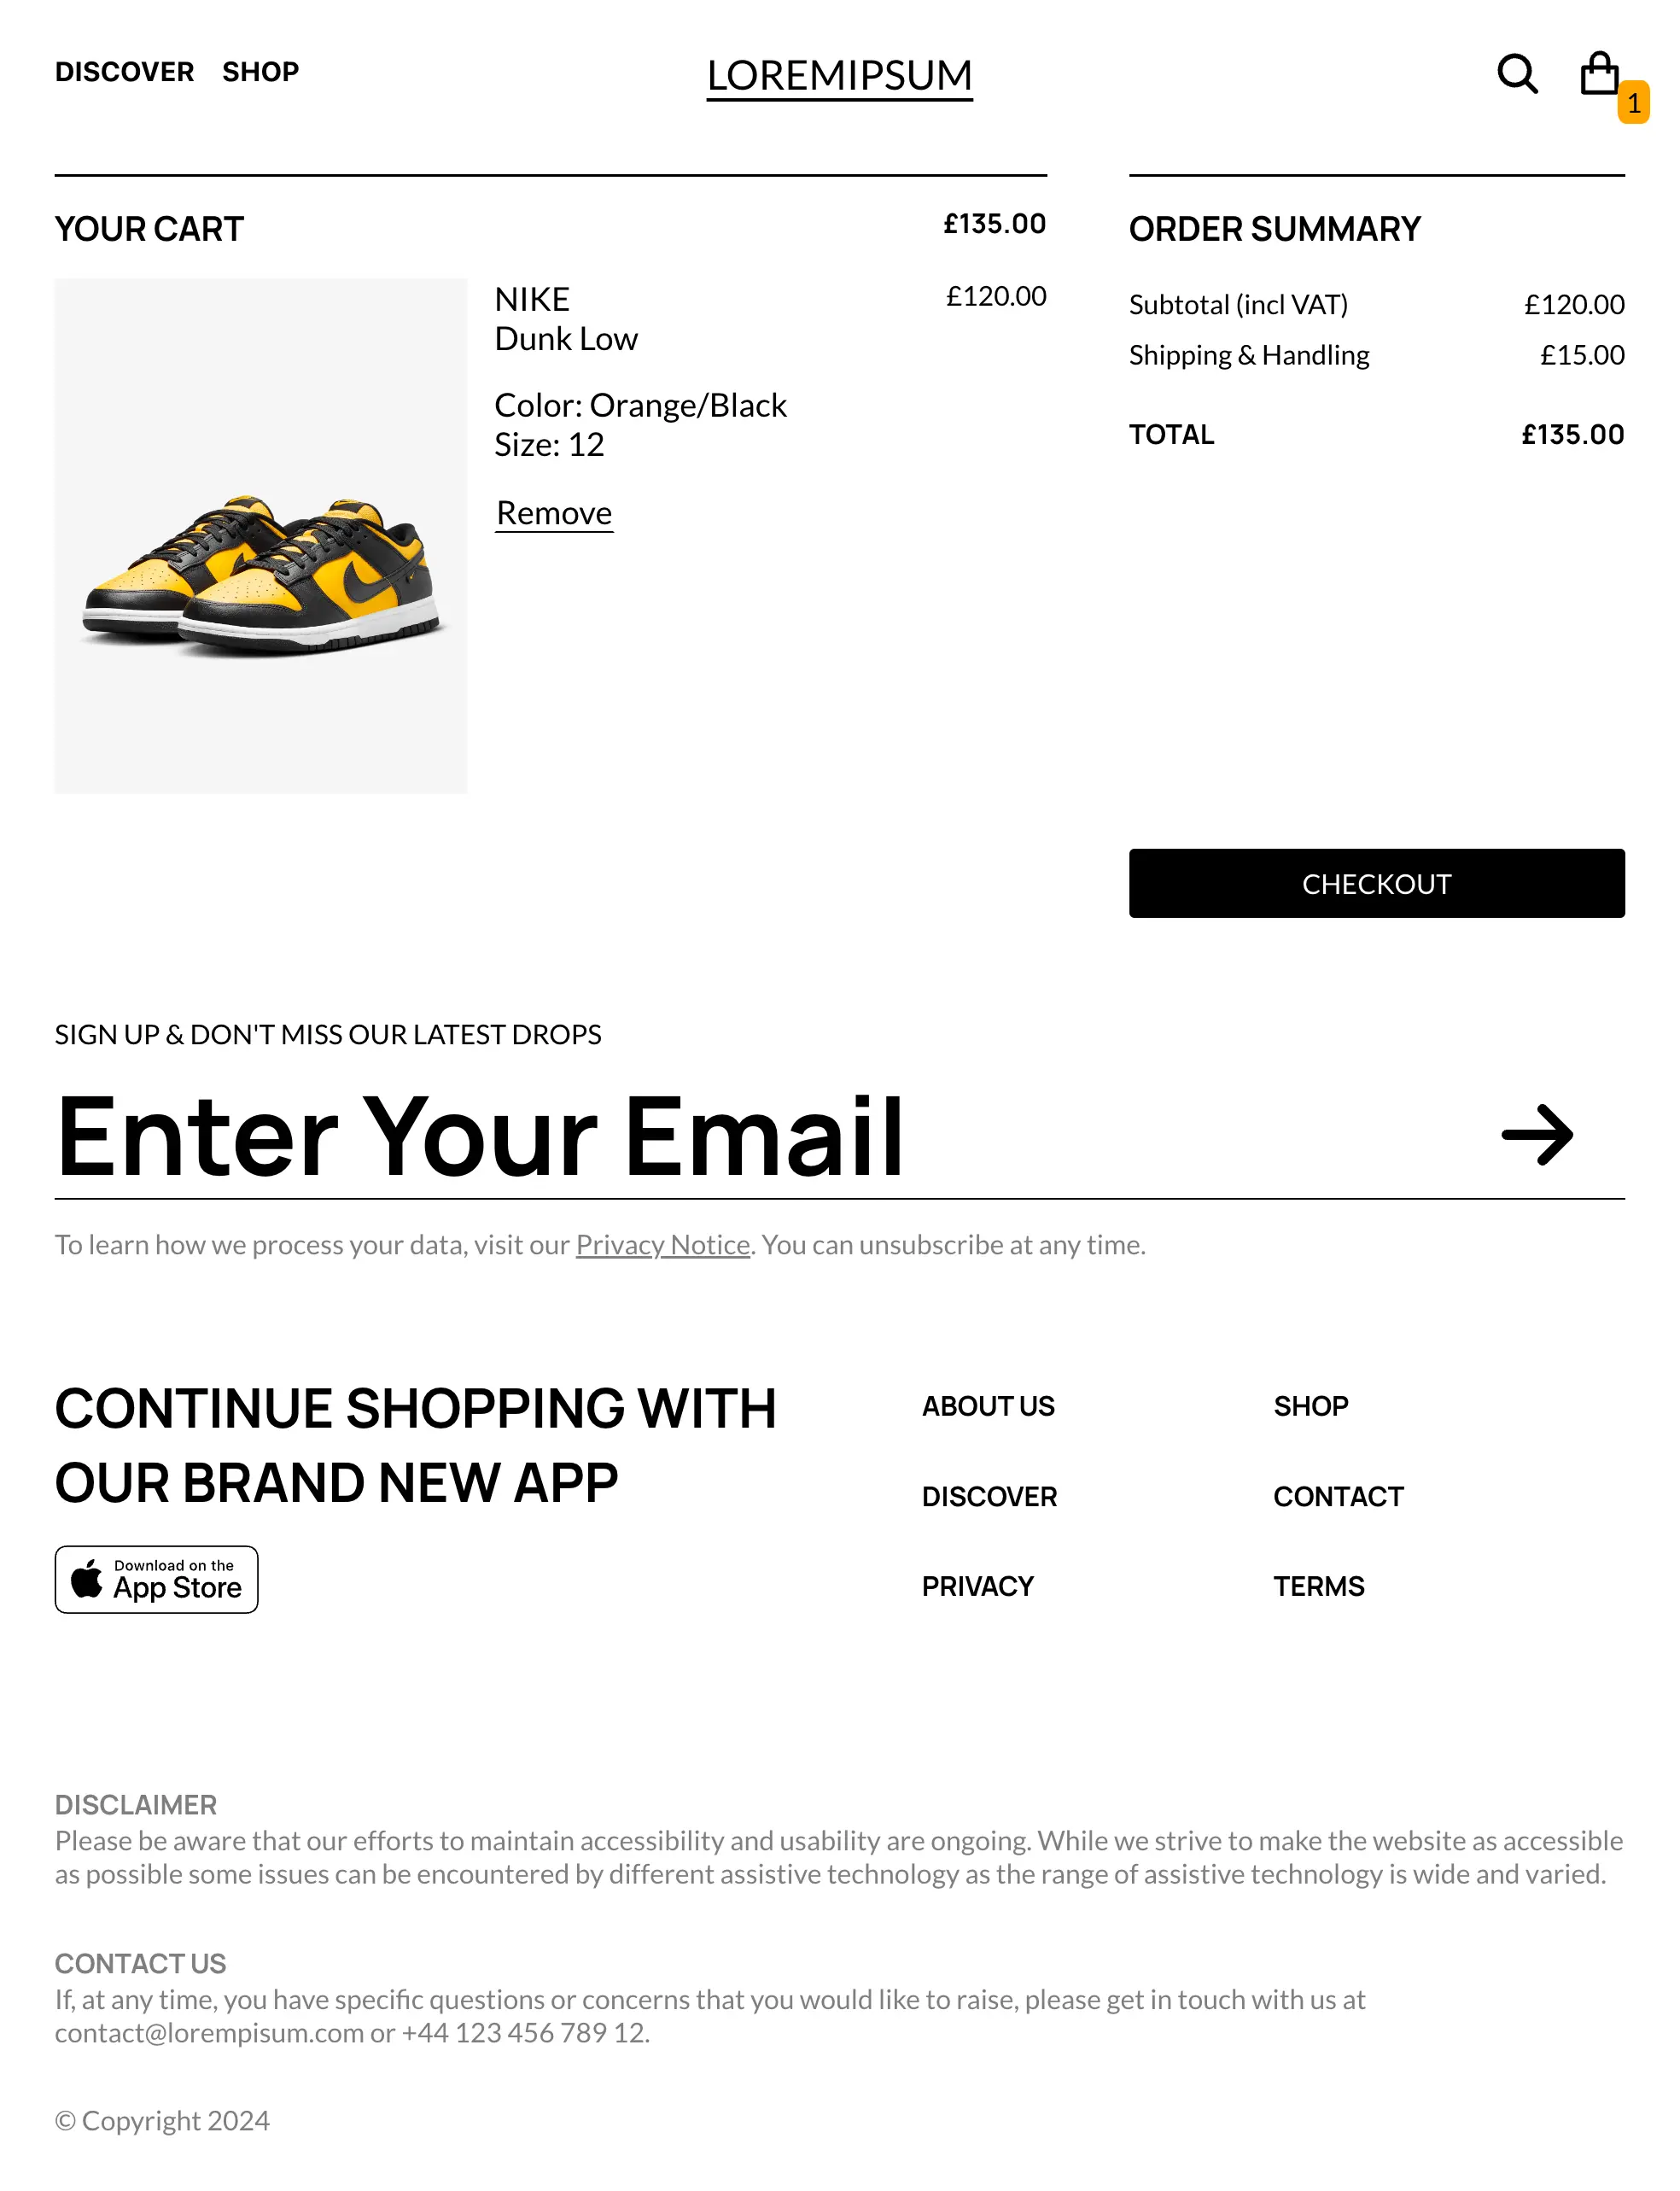 DISCOVER SHOP
LOREMIPSUM
1
YOUR CART
£135.00
NIKE
£120.00
Dunk Low
Color: Orange/Black
Size: 12
Remove
ORDER SUMMARY
Subtotal (incl VAT) £120.00
Shipping & Handling £15.00
TOTAL £135.00
CHECKOUT
SIGN UP & DON'T MISS OUR LATEST DROPS
Enter Your Email
To learn how we process your data, visit our Privacy Notice. You can unsubscribe at any time.
CONTINUE SHOPPING WITH
OUR BRAND NEW APP
Download on the
App Store
ABOUT US
SHOP
DISCOVER
CONTACT
PRIVACY
TERMS
DISCLAIMER
Please be aware that our efforts to maintain accessibility and usability are ongoing. While we strive to make the website as accessible
as possible some issues can be encountered by different assistive technology as the range of assistive technology is wide and varied.
CONTACT US
If, at any time, you have specific questions or concerns that you would like to raise, please get in touch with us at
contact@lorempisum.com or +44 123 456 789 12.
© Copyright 2024